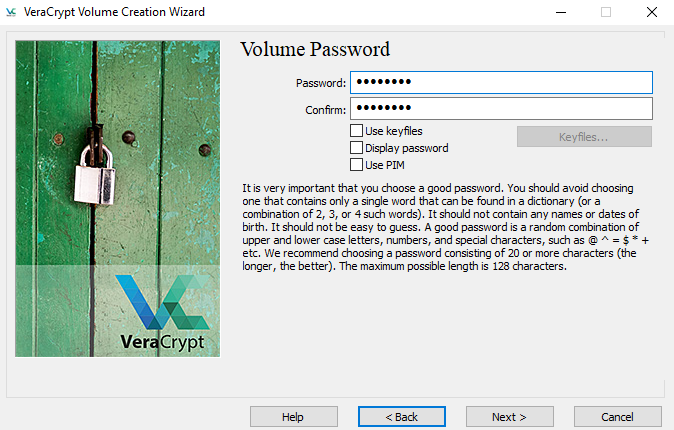 VeraCrypt Volume Creation Wizard
Volume Password
Password: ●●●●●●●●
Confirm: ●●●●●●●●
Use keyfiles
Keyfiles...
Display password
Use PIM
It is very important that you choose a good password. You should avoid choosing
one that contains only a single word that can be found in a dictionary (or a
combination of 2, 3, or 4 such words). It should not contain any names or dates of
birth. It should not be easy to guess. A good password is a random combination of
upper and lower case letters, numbers, and special characters, such as @ ^ = $ * +
etc. We recommend choosing a password consisting of 20 or more characters (the
longer, the better). The maximum possible length is 128 characters.
VeraCrypt
Help
< Back
Next >
Cancel